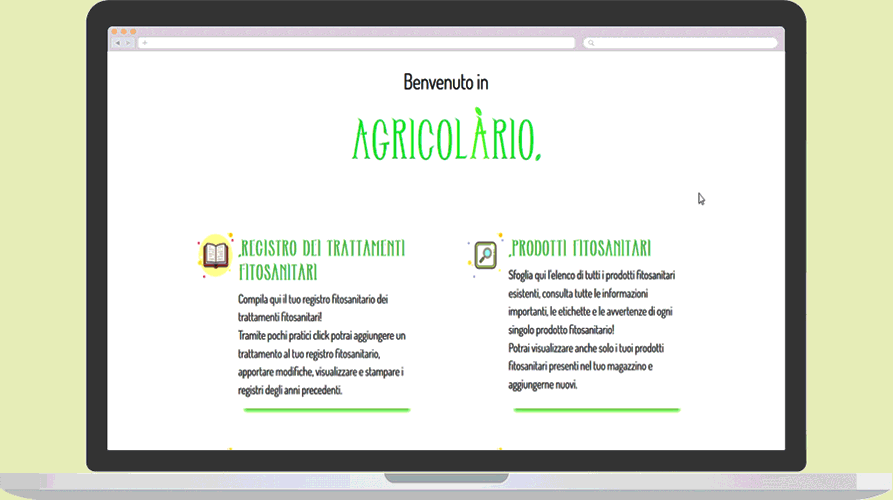 Benvenuto in
AGRICOLÀRIO.
.REGISTRO DEI TRATTAMENTI
FITOSANITARI
Compila qui il tuo registro fitosanitario dei
trattamenti fitosanitari!
Tramite pochi pratici click potrai aggiungere un
trattamento al tuo registro fitosanitario,
apportare modifiche, visualizzare e stampare i
registri degli anni precedenti.
.PRODOTTI FITOSANITARI
Sfoglia qui l'elenco di tutti i prodotti fitosanitari
esistenti, consulta tutte le informazioni
importanti, le etichette e le avvertenze di ogni
singolo prodotto fitosanitario!
Potrai visualizzare anche solo i tuoi prodotti
fitosanitari presenti nel tuo magazzino e
aggiungerne nuovi.